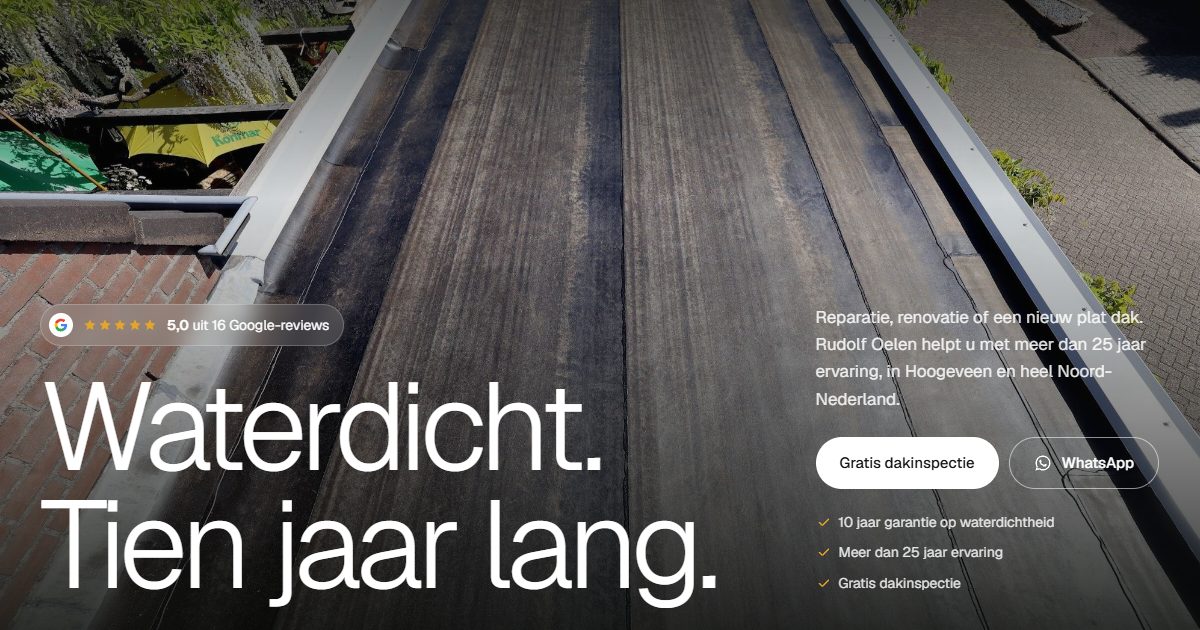 Konmar
5,0 uit 16 Google-reviews
Waterdicht.
Tien jaar lang.
Reparatie, renovatie of een nieuw plat dak.
Rudolf Oelen helpt u met meer dan 25 jaar
ervaring, in Hoogeveen en heel Noord-
Nederland.
Gratis dakinspectie
WhatsApp
10 jaar garantie op waterdichtheid
Meer dan 25 jaar ervaring
Gratis dakinspectie